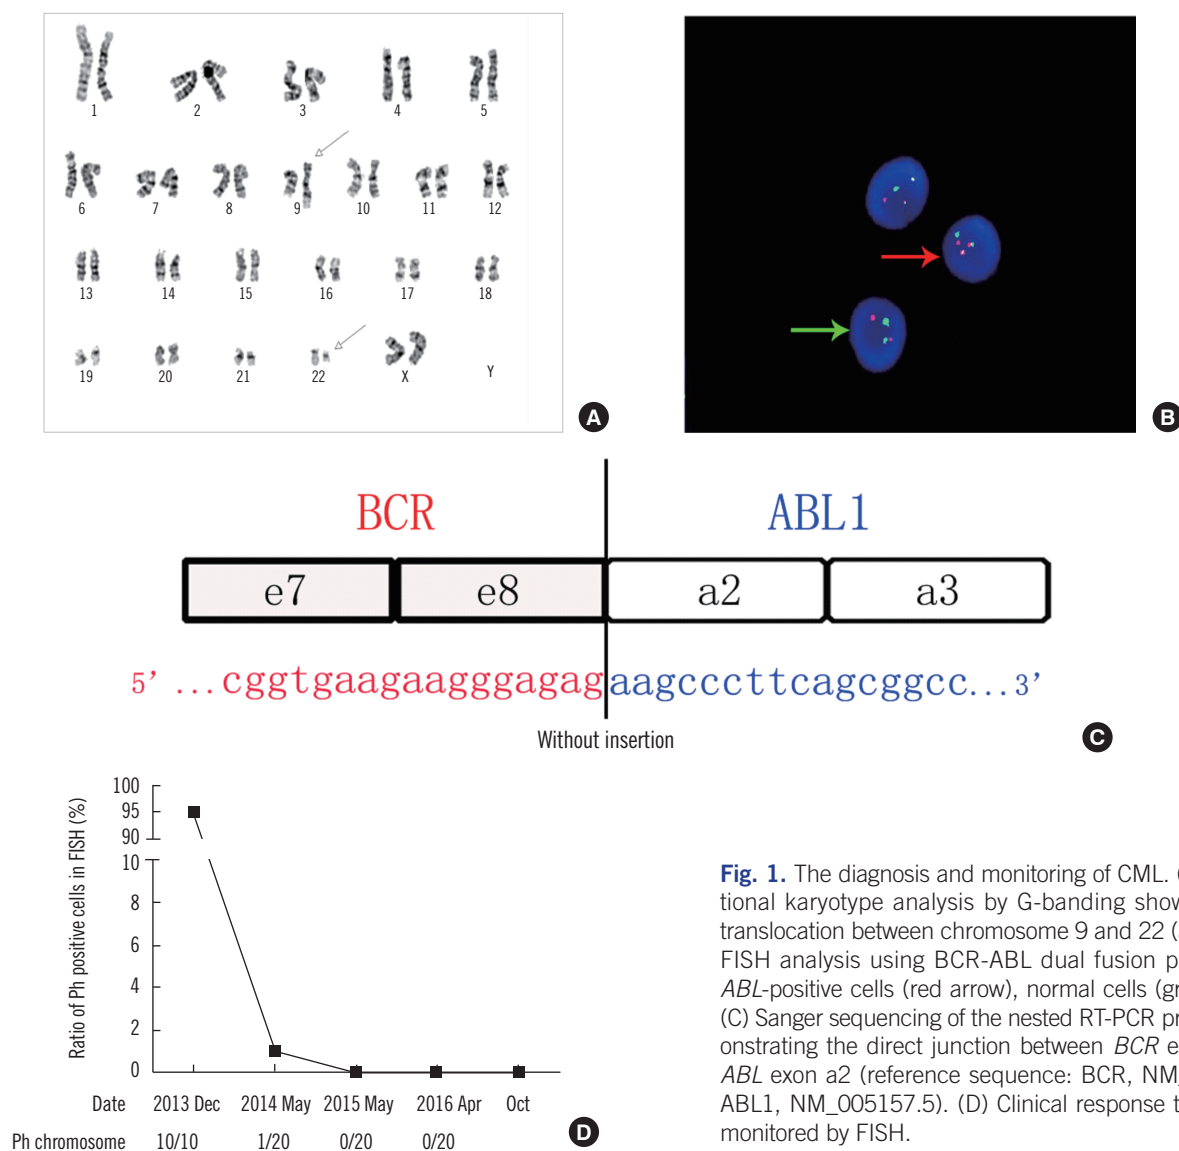 1 2 3 4 5
6 7 8 9 10 11 12
13 14 15 16 17 18
19 20 21 22 X Y
A
B
BCR ABL1
e7 e8 a2 a3
5' ...cggtgaagaagggagag aagcccttcagcggcc...3'
Without insertion
C
Ratio of Ph positive cells in FISH (%)
100
95
90
10
8
6
4
2
0
Date 2013 Dec 2014 May 2015 May 2016 Apr Oct
Ph chromosome 10/10 1/20 0/20 0/20
D
Fig. 1. The diagnosis and monitoring of CML. (
tional karyotype analysis by G-banding show
translocation between chromosome 9 and 22 (
FISH analysis using BCR-ABL dual fusion p
ABL-positive cells (red arrow), normal cells (gr
(C) Sanger sequencing of the nested RT-PCR pr
onstrating the direct junction between BCR e
ABL exon a2 (reference sequence: BCR, NM_
ABL1, NM_005157.5). (D) Clinical response t
monitored by FISH.